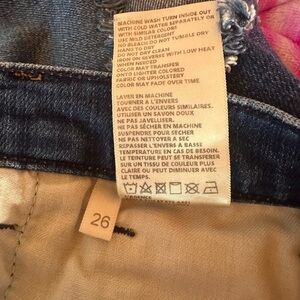 MACHINE WASH TURN INSIDE OUT
WITH COLD WATER SEPARATELY OR
WITH SIMILAR COLORS
USE MILD DETERGENT
NO BLEACH DO NOT TUMBLE DRY
HANG TO DRY
DO NOT DRY CLEAN
IRON ON REVERSE WITH LOW HEAT
WHEN NEEDED
COLOR MAY TRANSFER
ONTO LIGHTER COLORED
FABRIC OR UPHOLSTERY
COLOR MAY FADE OVER TIME
LAVER EN MACHINE
TOURNER A L'ENVERS
AVEC DES COULEURS SIMILAIRES.
UTILISER UN SAVON DOUX
NE PAS JAVELLISER.
NE PAS SÉCHER EN MACHINE
SUSPENDRE POUR SÉCHER
NE PAS NETTOYER A SEC
REPASSER L'ENVERS A BASSE
TEMPÉRATURE EN CAS DE BESOIN.
LE TEINTURE PEUT SE TRANSFERER
SUR UN TISSU DE COULEUR PLUS
CLAIRE OU PEUT DIMINUER AVEC
LE TEMPS.
26